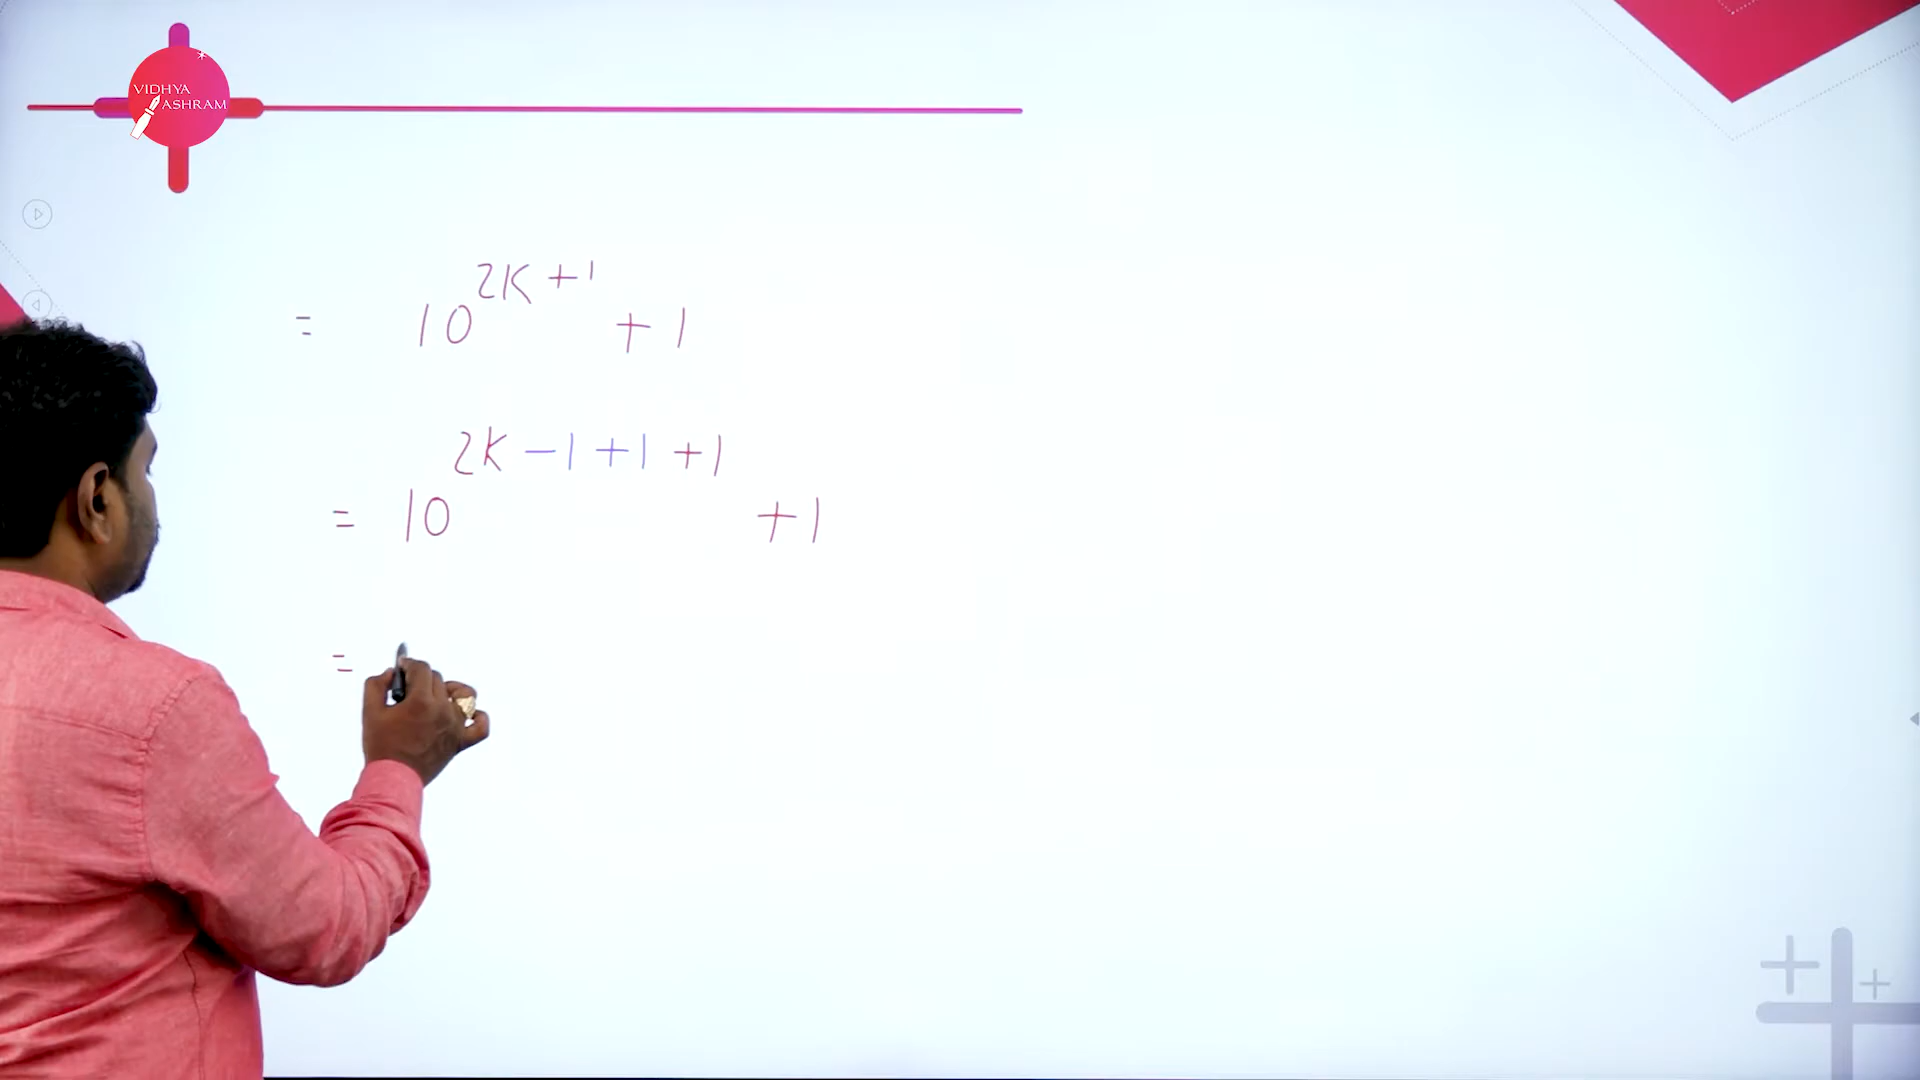 VIDHYA
ASHRAM
= 10^{2K+1} + 1
= 10^{2K-1+1+1} + 1
=